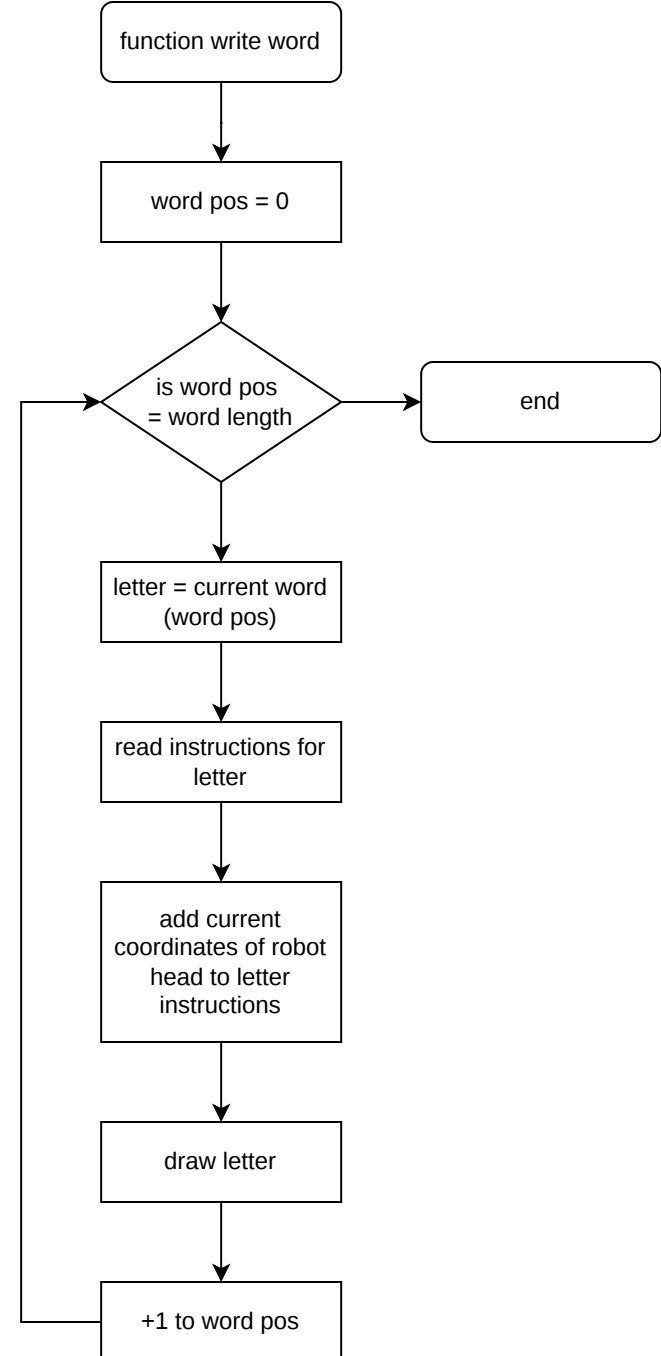 function write word
word pos = 0
is word pos
= word length
end
letter = current word
(word pos)
read instructions for
letter
add current
coordinates of robot
head to letter
instructions
draw letter
+1 to word pos